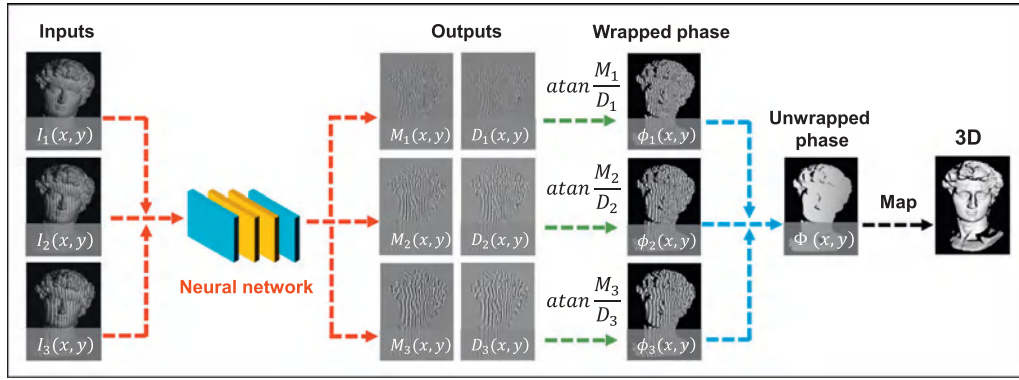 Inputs
Outputs
Wrapped phase
I₁(x, y)
M₁(x, y)
D₁(x, y)
atan M₁/D₁
ϕ₁(x, y)
I₂(x, y)
M₂(x, y)
D₂(x, y)
atan M₂/D₂
ϕ₂(x, y)
I₃(x, y)
M₃(x, y)
D₃(x, y)
atan M₃/D₃
ϕ₃(x, y)
Neural network
Unwrapped
phase
Φ (x, y)
Map
3D